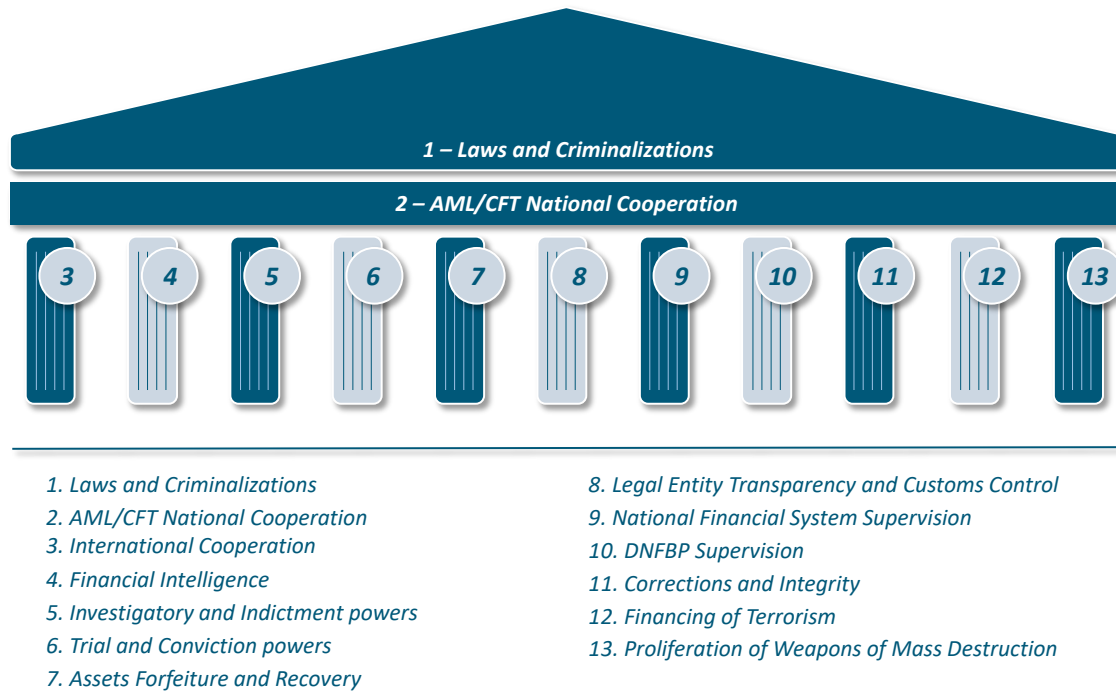 1 – Laws and Criminalizations
2 – AML/CFT National Cooperation
3 4 5 6 7 8 9 10 11 12 13
1. Laws and Criminalizations
2. AML/CFT National Cooperation
3. International Cooperation
4. Financial Intelligence
5. Investigatory and Indictment powers
6. Trial and Conviction powers
7. Assets Forfeiture and Recovery
8. Legal Entity Transparency and Customs Control
9. National Financial System Supervision
10. DNFBP Supervision
11. Corrections and Integrity
12. Financing of Terrorism
13. Proliferation of Weapons of Mass Destruction